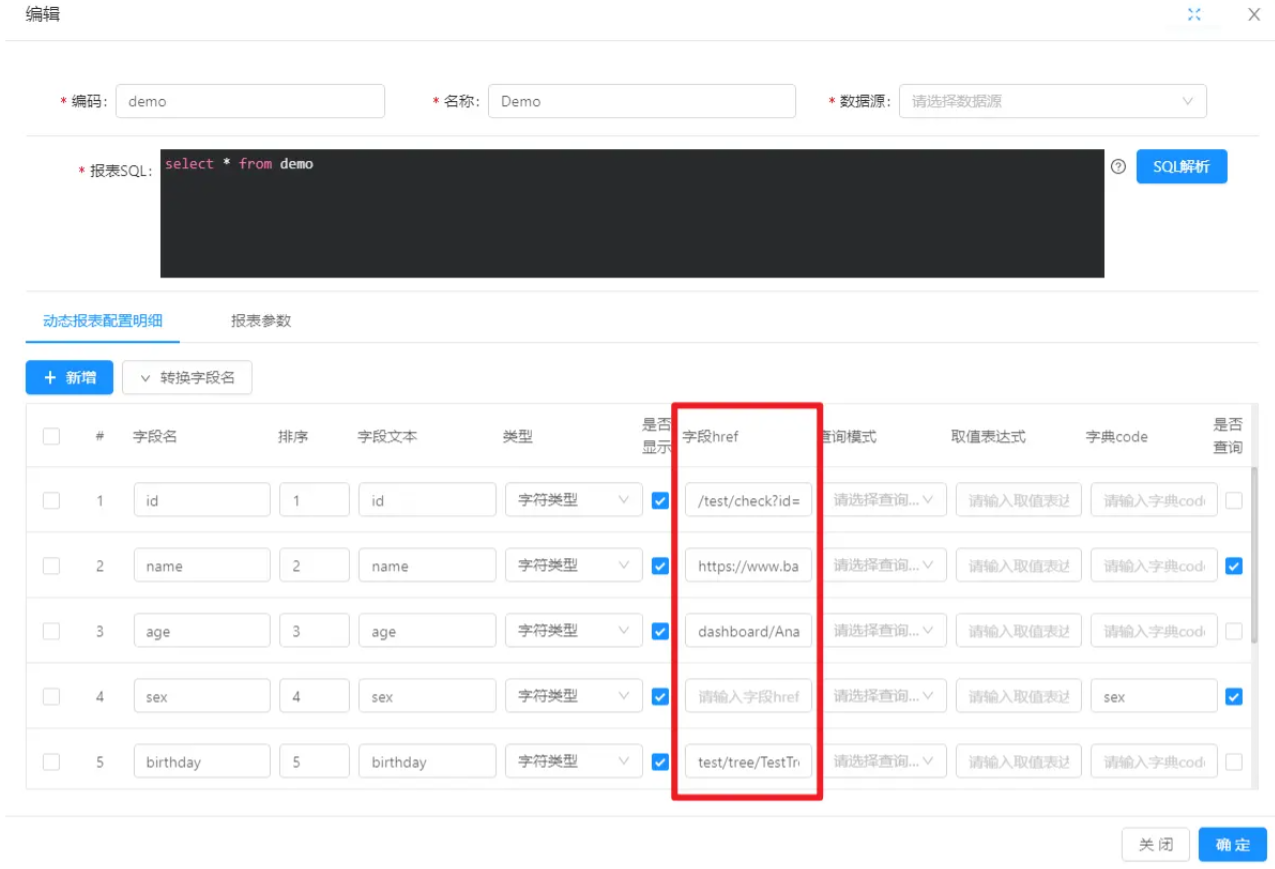 编辑
* 编码: demo * 名称: Demo * 数据源: 请选择数据源
* 报表SQL: select * from demo ? SQL解析
动态报表配置明细 报表参数
+ 新增 转换字段名
# 字段名 排序 字段文本 类型 是否显示 字段href 查询模式 取值表达式 字典code 是否查询
1 id 1 id 字符类型 /test/check?id= 请选择查询... 请输入取值表达 请输入字典code
2 name 2 name 字符类型 https://www.ba 请选择查询... 请输入取值表达 请输入字典code
3 age 3 age 字符类型 dashboard/Ana 请选择查询... 请输入取值表达 请输入字典code
4 sex 4 sex 字符类型 请输入字段href 请选择查询... 请输入取值表达 sex
5 birthday 5 birthday 字符类型 test/tree/TestTr 请选择查询... 请输入取值表达 请输入字典code
关闭 确定